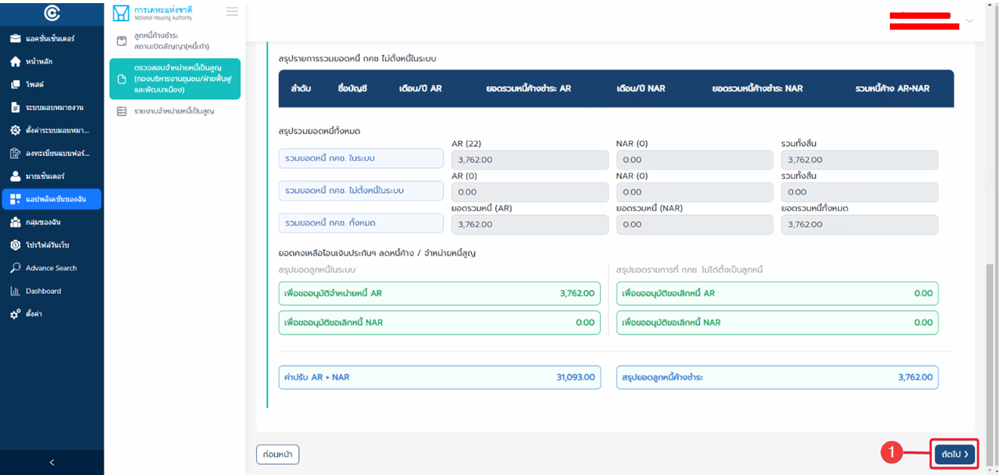 การเคหะแห่งชาติ
National Housing Authority
แอคชั่นเซ็นเตอร์
หน้าหลัก
โพสต์
ระบบมอบหมายงาน
ตั้งค่าระบบมอบหมา...
ลงทะเบียนแบบฟอร์...
มายเซ็นเตอร์
แอปพลิเคชันของฉัน
กลุ่มของฉัน
โปรไฟล์วันเว็บ
Advance Search
Dashboard
ตั้งค่า
ลูกหนี้ค้างชำระ
สถานะปิดสัญญา(หนี้เก่า)
ตรวจสอบจำหน่ายหนี้เป็นสูญ
(กองบริหารงานชุมชน/ฝ่ายฟื้นฟู
และพัฒนาเมือง)
รายงานจำหน่ายหนี้เป็นสูญ
สรุปรายการรวมยอดหนี้ กคช ไม่ตั้งหนี้ในระบบ
ลำดับ ชื่อบัญชี เดือน/ปี AR ยอดรวมหนี้ค้างชำระ AR เดือน/ปี NAR ยอดรวมหนี้ค้างชำระ NAR รวมหนี้ค้าง AR+NAR
สรุปรวมยอดหนี้ทั้งหมด
AR (22) NAR (0) รวมทั้งสิ้น
รวมยอดหนี้ กคช. ในระบบ 3,762.00 0.00 3,762.00
AR (0) NAR (0) รวมทั้งสิ้น
รวมยอดหนี้ กคช. ไม่ตั้งหนี้ในระบบ 0.00 0.00 0.00
ยอดรวมหนี้ (AR) ยอดรวมหนี้ (NAR) ยอดรวมหนี้ทั้งหมด
รวมยอดหนี้ กคช. ทั้งหมด 3,762.00 0.00 3,762.00
ยอดคงเหลือโอนเงินประกันฯ ลดหนี้ค้าง / จำหน่ายหนี้สูญ
สรุปยอดลูกหนี้ในระบบ สรุปยอดรายการที่ กคช. ไม่ได้ตั้งเป็นลูกหนี้
เพื่อขออนุมัติจำหน่ายหนี้ AR 3,762.00 เพื่อขออนุมัติขอเลิกหนี้ AR 0.00
เพื่อขออนุมัติขอเลิกหนี้ NAR 0.00 เพื่อขออนุมัติขอเลิกหนี้ NAR 0.00
ค่าปรับ AR + NAR 31,093.00 สรุปยอดลูกหนี้ค้างชำระ 3,762.00
ก่อนหน้า 1 ถัดไป